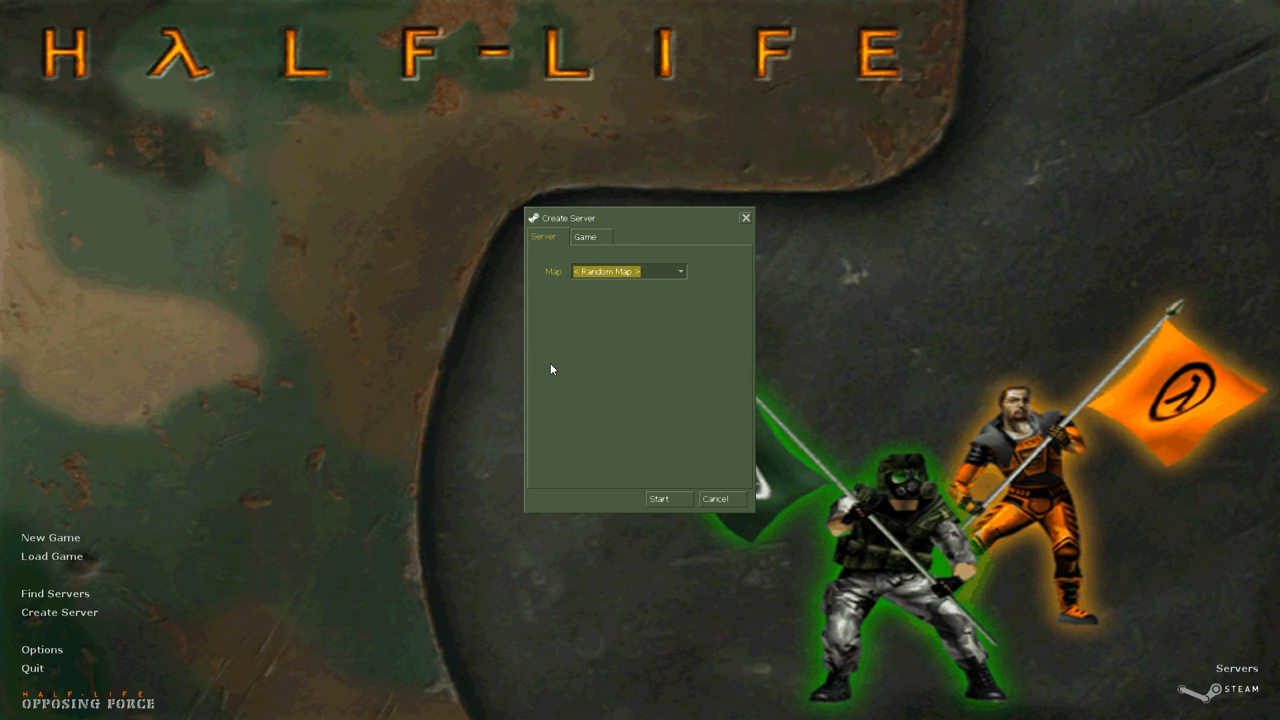 HλLF-LIFE
Create Server
Server
Game
Map
< Random Map >
Start
Cancel
New Game
Load Game
Find Servers
Create Server
Options
Quit
HALF-LIFE
OPPOSING FORCE
Servers
STEAM